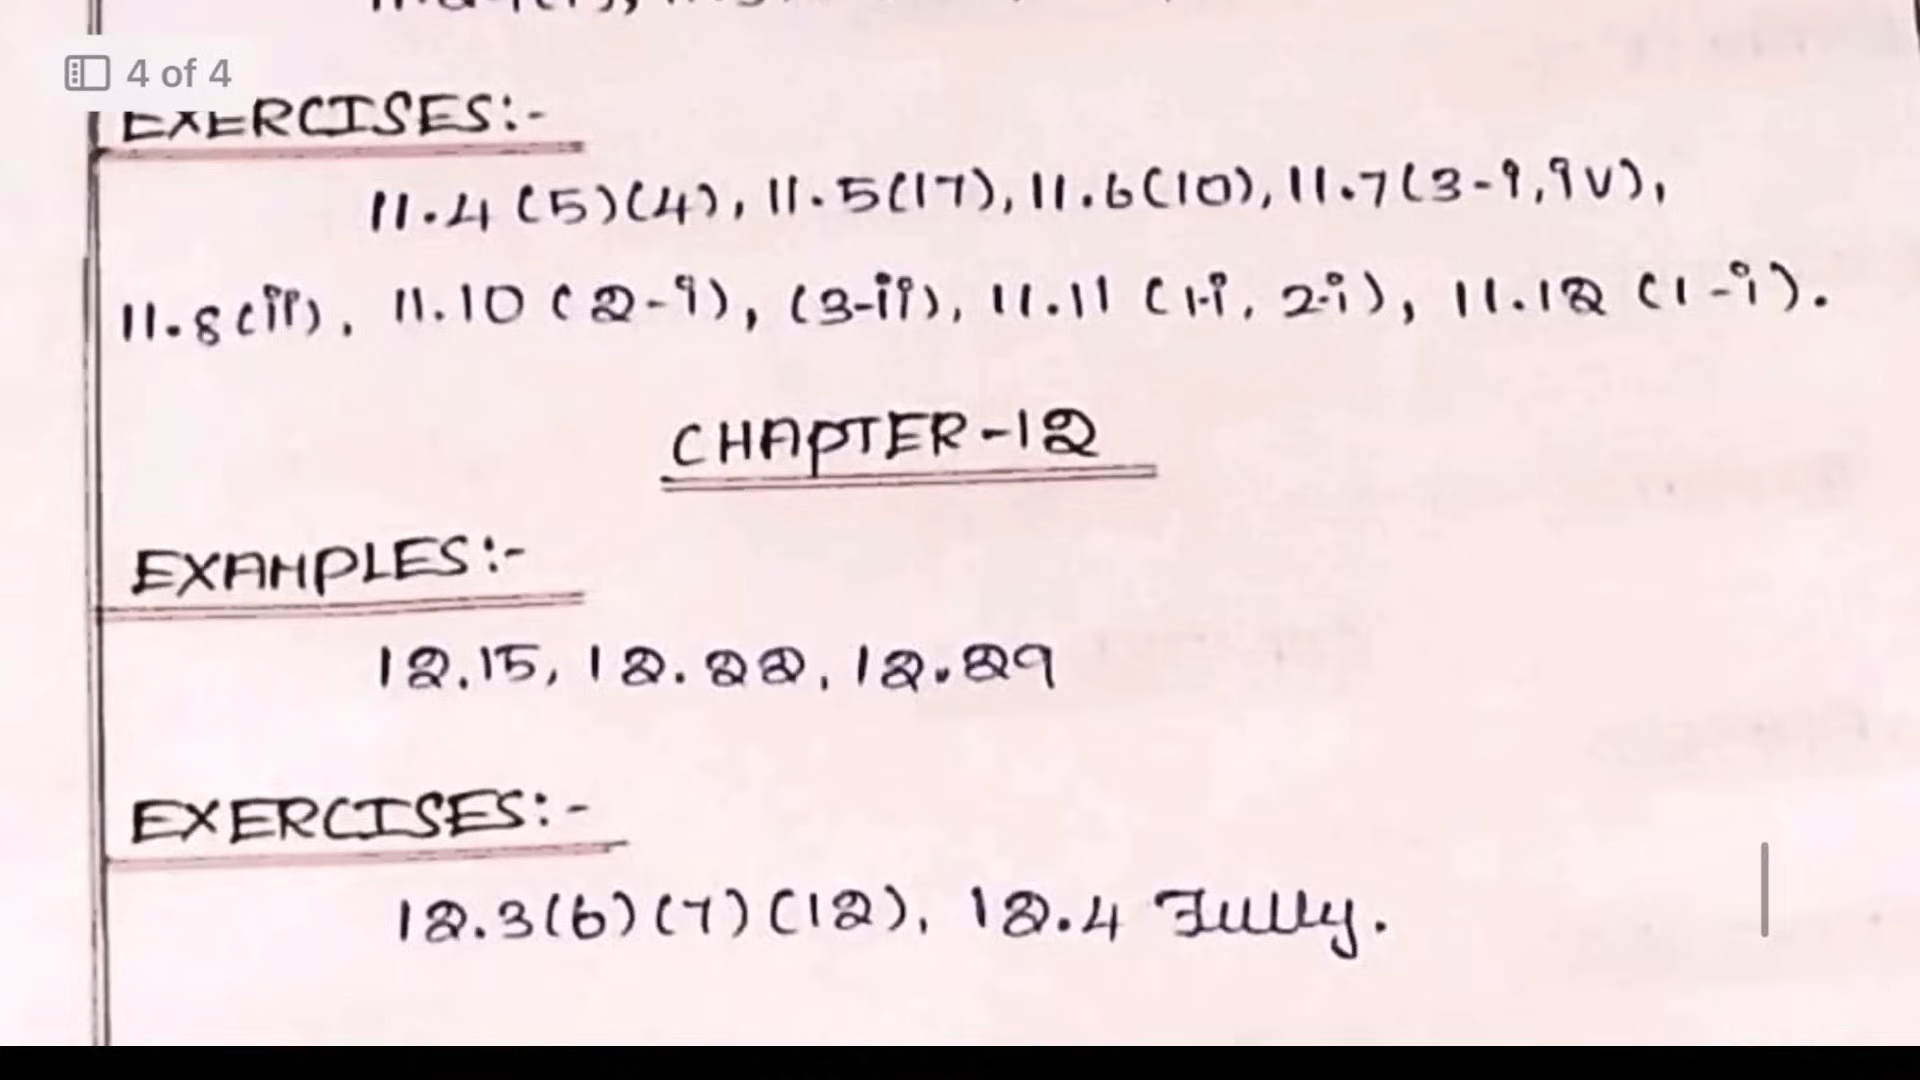 4 of 4
EXERCISES:-
11.4 (5)(4), 11.5(17), 11.6(10), 11.7(3-i,iv),
11.8(ii), 11.10 (2-i), (3-ii), 11.11 (1-i, 2-i), 11.12 (1-i).
CHAPTER-12
EXAMPLES:-
12.15, 12.22, 12.29
EXERCISES:-
12.3(6)(7)(12), 12.4 Fully.